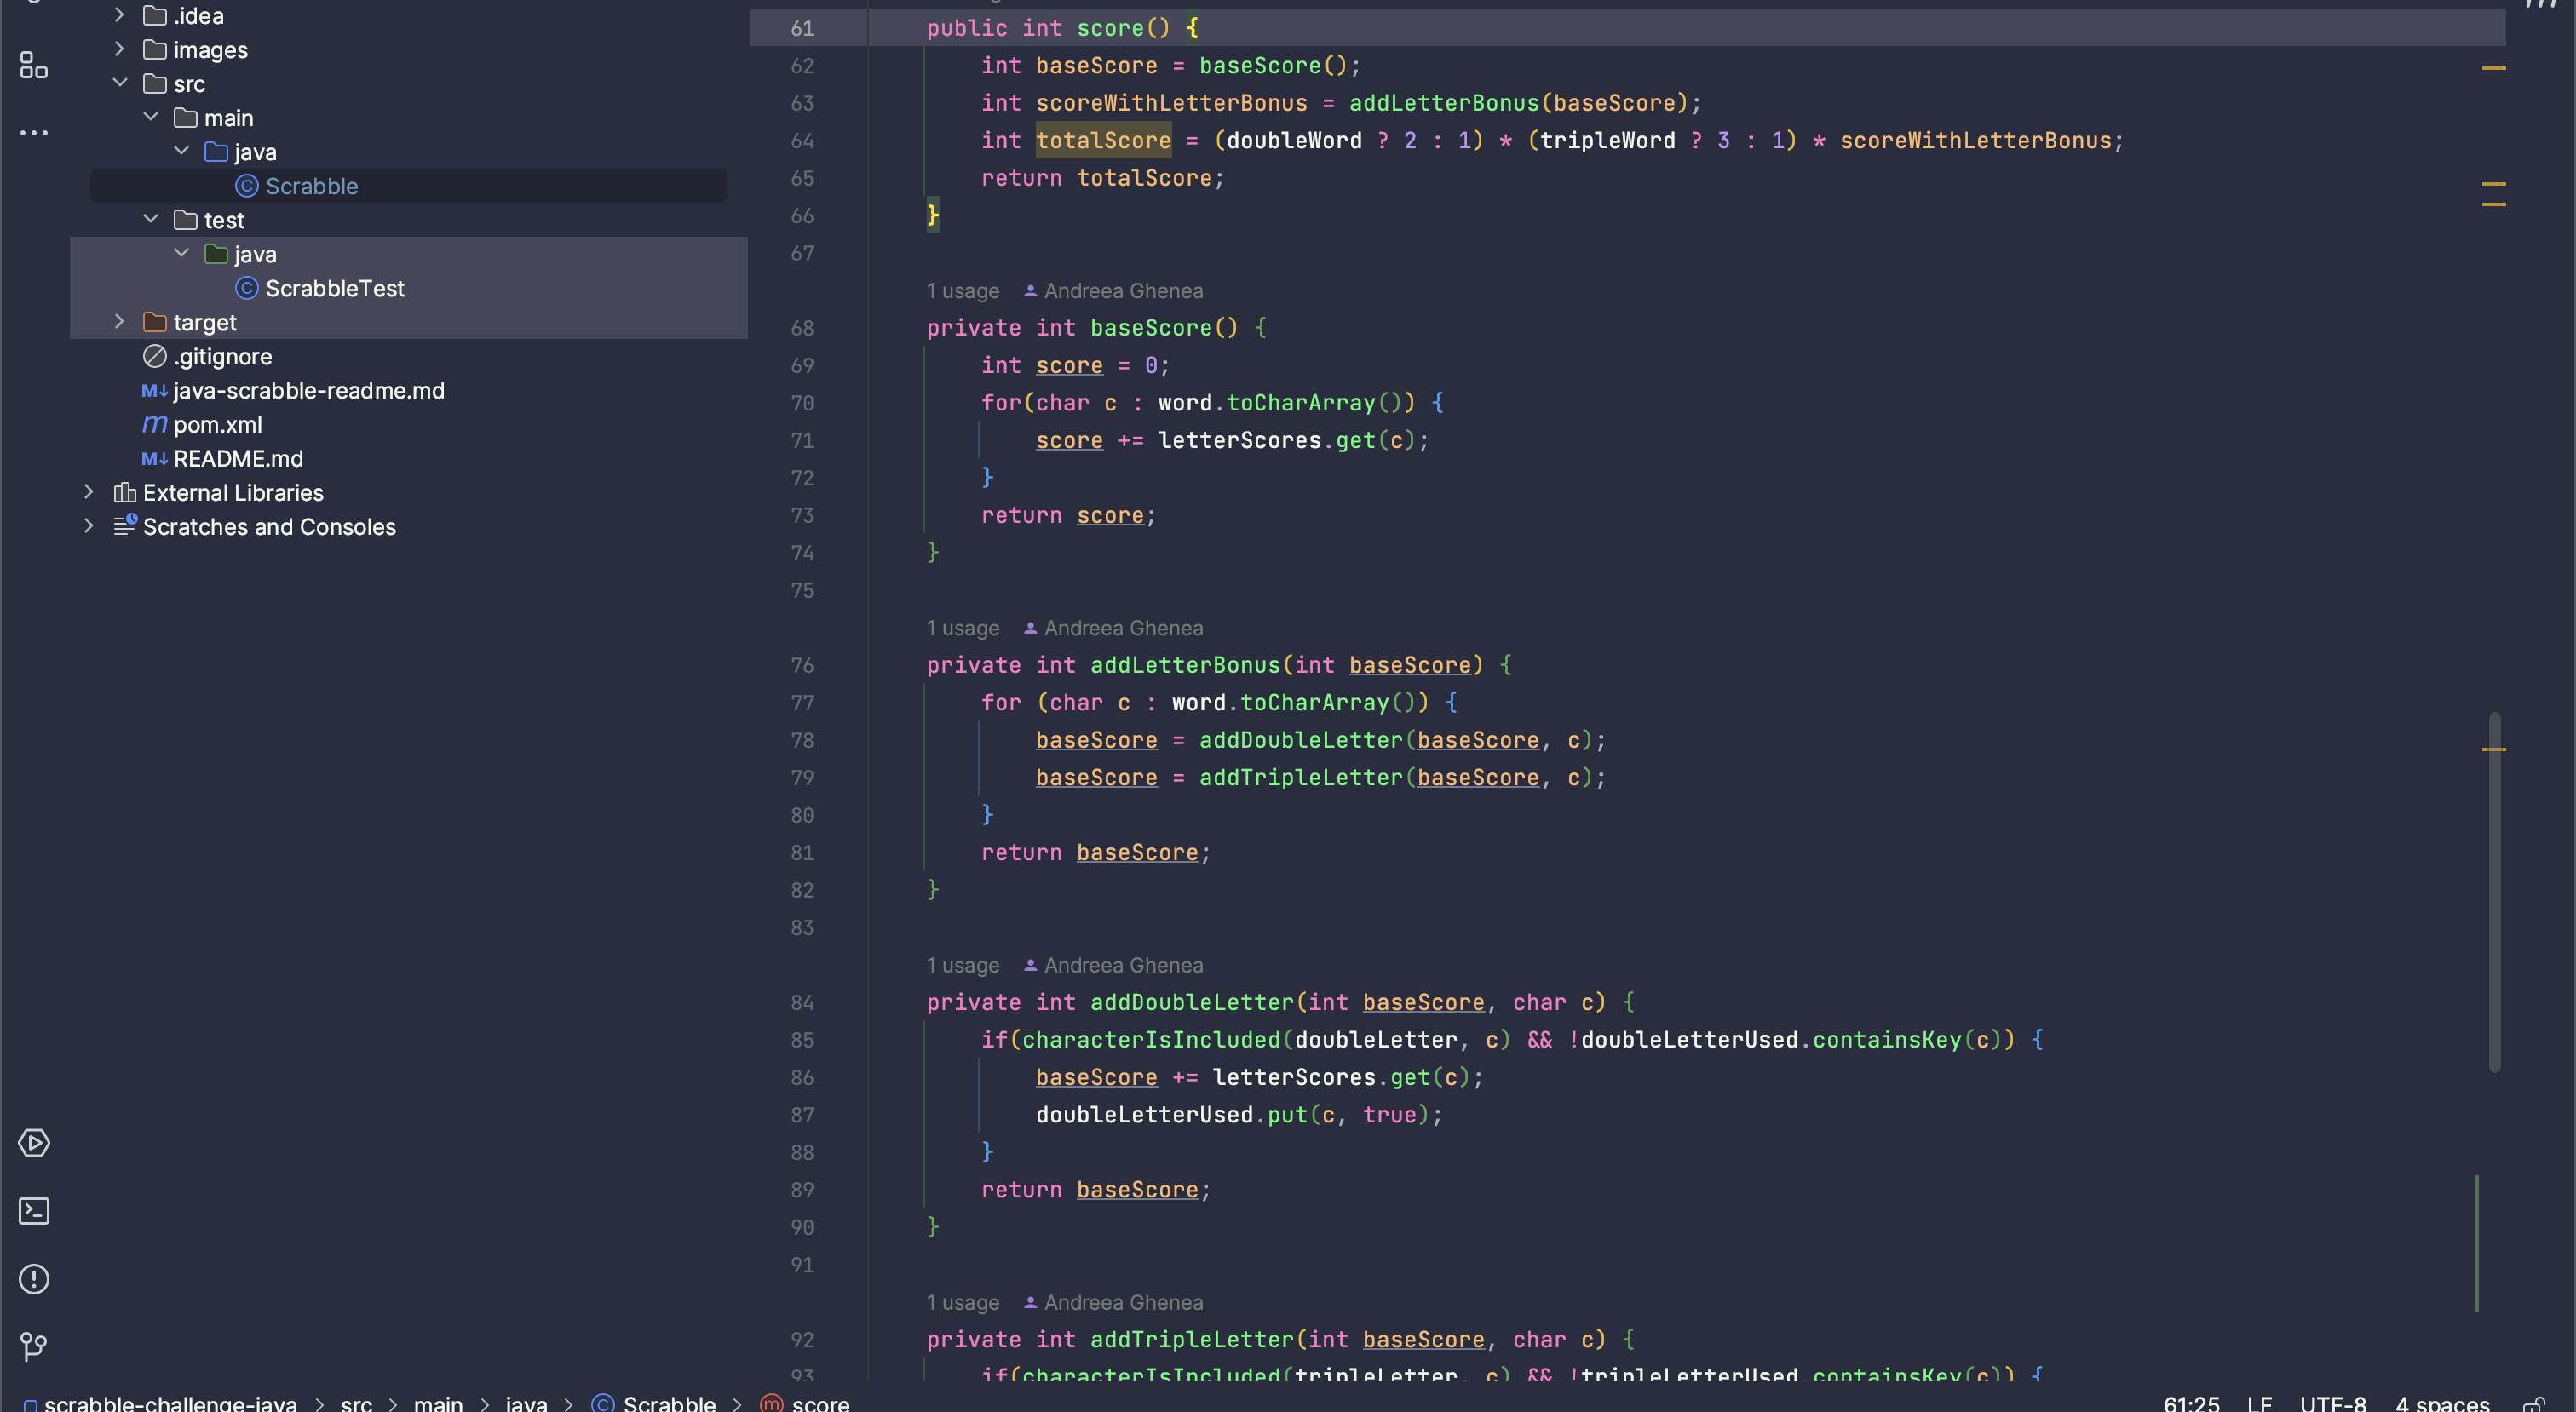 .idea
images
src
main
java
Scrabble
test
java
ScrabbleTest
target
.gitignore
M↓ java-scrabble-readme.md
m pom.xml
M↓ README.md
External Libraries
Scratches and Consoles
61 public int score() {
62 int baseScore = baseScore();
63 int scoreWithLetterBonus = addLetterBonus(baseScore);
64 int totalScore = (doubleWord ? 2 : 1) * (tripleWord ? 3 : 1) * scoreWithLetterBonus;
65 return totalScore;
66 }
67
1 usage Andreea Ghenea
68 private int baseScore() {
69 int score = 0;
70 for(char c : word.toCharArray()) {
71 score += letterScores.get(c);
72 }
73 return score;
74 }
75
1 usage Andreea Ghenea
76 private int addLetterBonus(int baseScore) {
77 for (char c : word.toCharArray()) {
78 baseScore = addDoubleLetter(baseScore, c);
79 baseScore = addTripleLetter(baseScore, c);
80 }
81 return baseScore;
82 }
83
1 usage Andreea Ghenea
84 private int addDoubleLetter(int baseScore, char c) {
85 if(characterIsIncluded(doubleLetter, c) && !doubleLetterUsed.containsKey(c)) {
86 baseScore += letterScores.get(c);
87 doubleLetterUsed.put(c, true);
88 }
89 return baseScore;
90 }
91
1 usage Andreea Ghenea
92 private int addTripleLetter(int baseScore, char c) {
93 if(characterIsIncluded(tripleLetter, c) && !tripleLetterUsed.containsKey(c)) {
scrabble-challenge-java > src > main > java > Scrabble > score
61:25 LF UTF-8 4 spaces